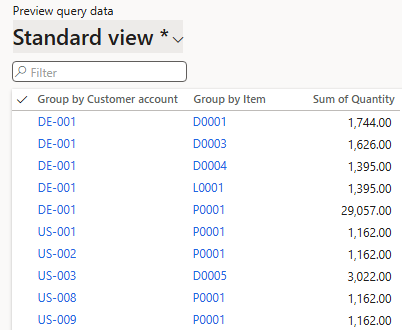 Preview query data
Standard view *
Filter
Group by Customer account Group by Item Sum of Quantity
DE-001 D0001 1,744.00
DE-001 D0003 1,626.00
DE-001 D0004 1,395.00
DE-001 L0001 1,395.00
DE-001 P0001 29,057.00
US-001 P0001 1,162.00
US-002 P0001 1,162.00
US-003 D0005 3,022.00
US-008 P0001 1,162.00
US-009 P0001 1,162.00